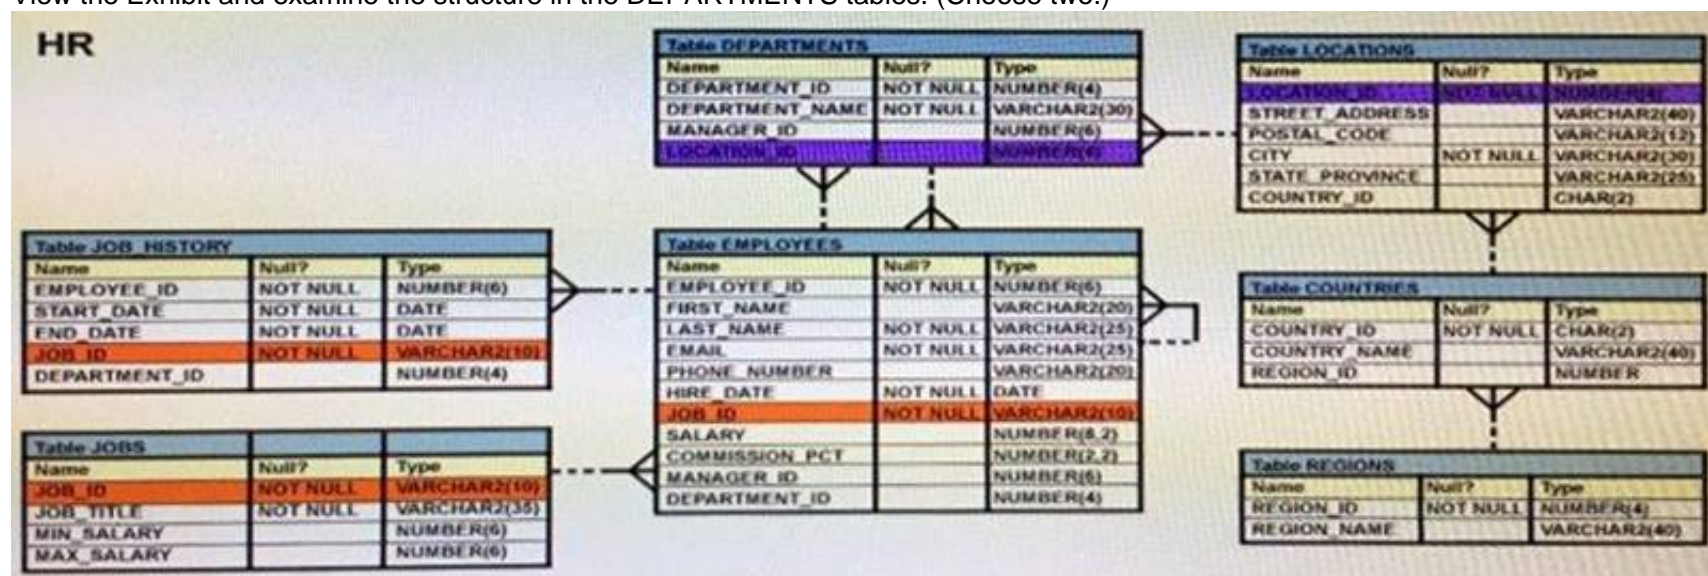 View the Exhibit and examine the structure in the DEPARTMENTS tables. (Choose two.)
HR
Table DEPARTMENTS
Name Null? Type
DEPARTMENT_ID NOT NULL NUMBER(4)
DEPARTMENT_NAME NOT NULL VARCHAR2(30)
MANAGER_ID NUMBER(6)
LOCATION_ID NUMBER(4)
Table LOCATIONS
Name Null? Type
LOCATION_ID NOT NULL NUMBER(4)
STREET_ADDRESS VARCHAR2(40)
POSTAL_CODE VARCHAR2(12)
CITY NOT NULL VARCHAR2(30)
STATE_PROVINCE VARCHAR2(25)
COUNTRY_ID CHAR(2)
Table JOB_HISTORY
Name Null? Type
EMPLOYEE_ID NOT NULL NUMBER(6)
START_DATE NOT NULL DATE
END_DATE NOT NULL DATE
JOB_ID NOT NULL VARCHAR2(10)
DEPARTMENT_ID NUMBER(4)
Table EMPLOYEES
Name Null? Type
EMPLOYEE_ID NOT NULL NUMBER(6)
FIRST_NAME VARCHAR2(20)
LAST_NAME NOT NULL VARCHAR2(25)
EMAIL NOT NULL VARCHAR2(25)
PHONE_NUMBER VARCHAR2(20)
HIRE_DATE NOT NULL DATE
JOB_ID NOT NULL VARCHAR2(10)
SALARY NUMBER(8,2)
COMMISSION_PCT NUMBER(2,2)
MANAGER_ID NUMBER(6)
DEPARTMENT_ID NUMBER(4)
Table COUNTRIES
Name Null? Type
COUNTRY_ID NOT NULL CHAR(2)
COUNTRY_NAME VARCHAR2(40)
REGION_ID NUMBER
Table JOBS
Name Null? Type
JOB_ID NOT NULL VARCHAR2(10)
JOB_TITLE NOT NULL VARCHAR2(35)
MIN_SALARY NUMBER(6)
MAX_SALARY NUMBER(6)
Table REGIONS
Name Null? Type
REGION_ID NOT NULL NUMBER(4)
REGION_NAME VARCHAR2(40)